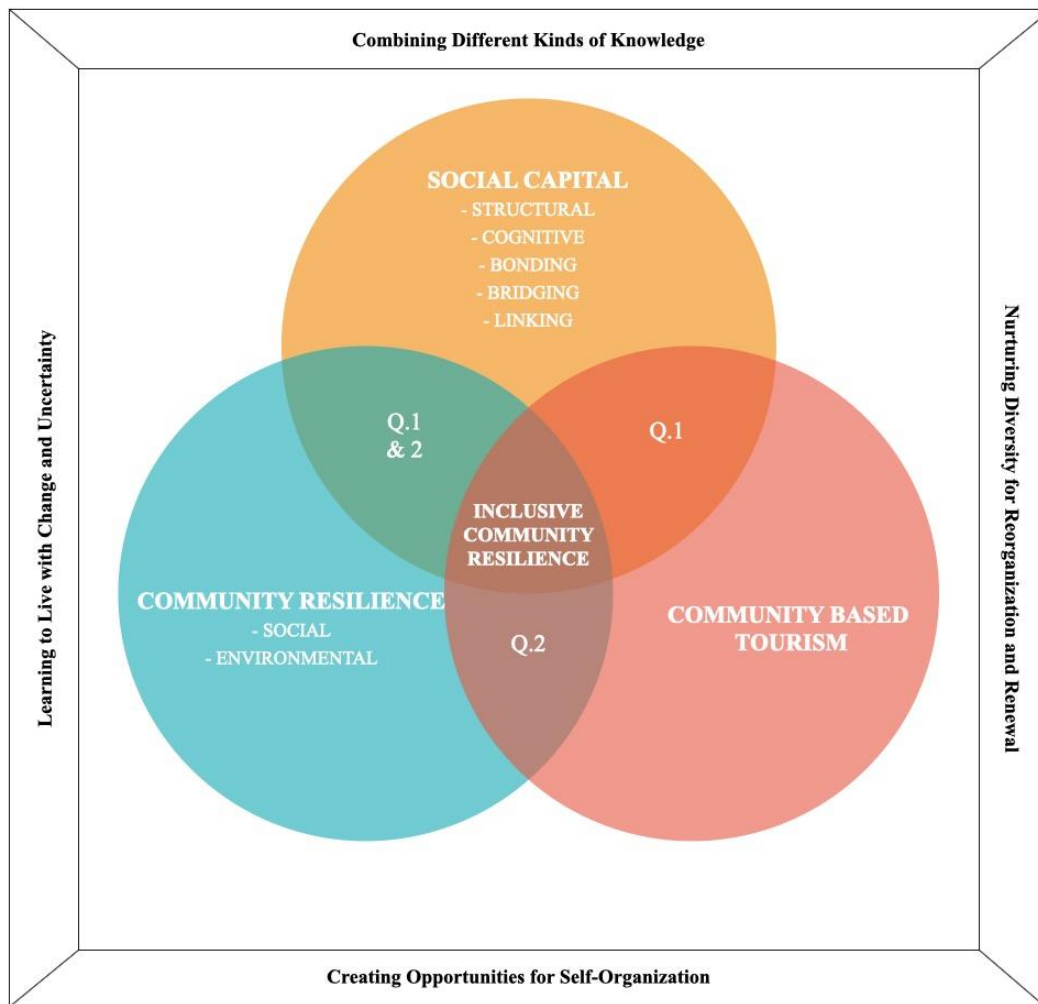 Combining Different Kinds of Knowledge
Learning to Live with Change and Uncertainty
SOCIAL CAPITAL
- STRUCTURAL
- COGNITIVE
- BONDING
- BRIDGING
- LINKING
Nurturing Diversity for Reorganization and Renewal
Q.1
& 2
Q.1
INCLUSIVE
COMMUNITY
RESILIENCE
COMMUNITY RESILIENCE
- SOCIAL
- ENVIRONMENTAL
Q.2
COMMUNITY BASED
TOURISM
Creating Opportunities for Self-Organization